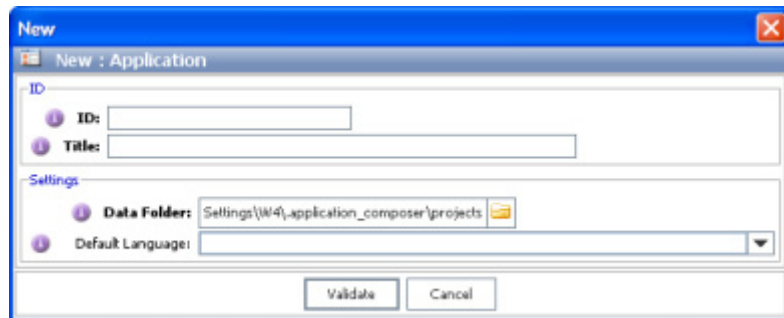 New
New : Application
ID
ID:
Title:
Settings
Data Folder: Settings\W4\.application_composer\projects
Default Language:
Validate Cancel